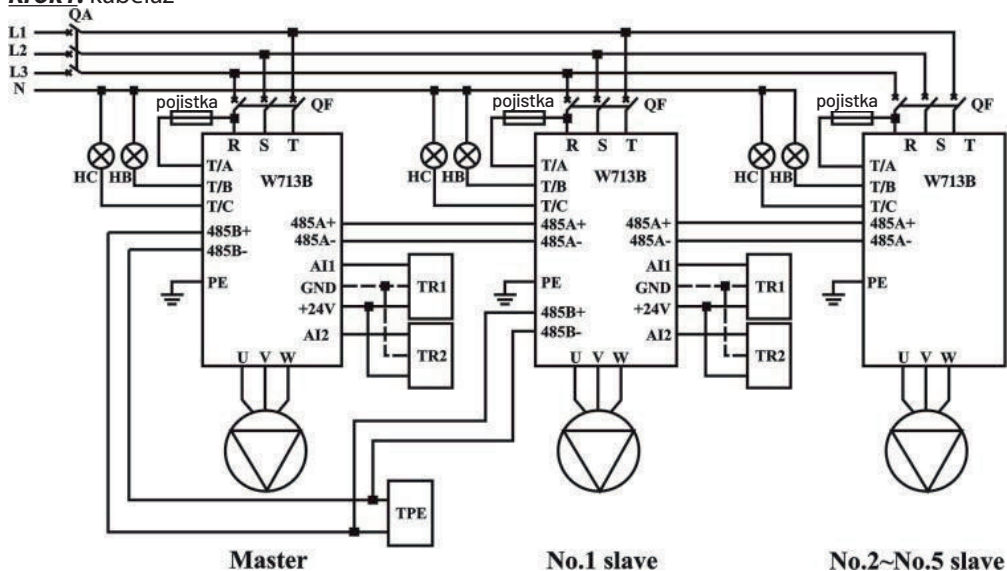 kabeláž
QA
L1
L2
L3
N
pojistka
QF
R S T
HC HB
T/A
T/B
T/C
W713B
485B+
485B-
485A+
485A-
PE
AI1
GND
+24V
AI2
TR1
TR2
U V W
Master
pojistka
QF
R S T
HC HB
T/A
T/B
T/C
W713B
485A+
485A-
PE
485B+
485B-
485A+
485A-
AI1
GND
+24V
AI2
TR1
TR2
U V W
No.1 slave
pojistka
QF
R S T
HC HB
T/A
T/B
T/C
W713B
485A+
485A-
PE
U V W
No.2~No.5 slave
TPE